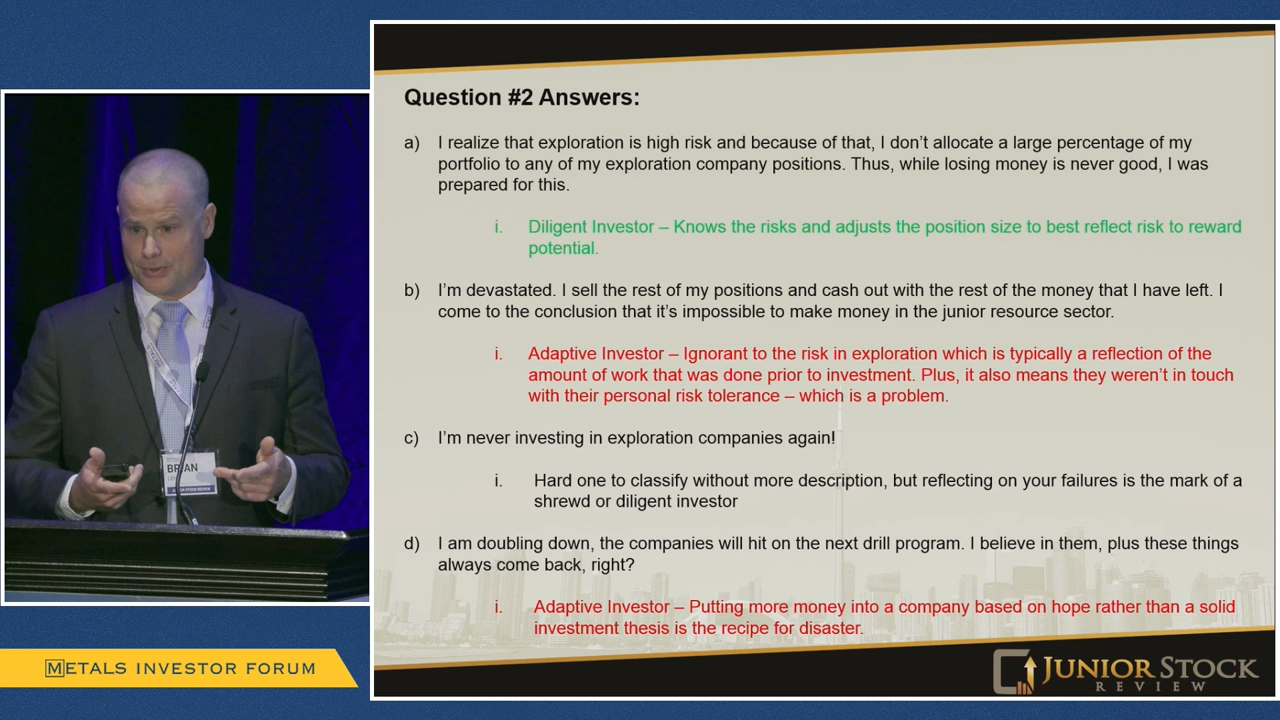 Question #2 Answers:
a) I realize that exploration is high risk and because of that, I don't allocate a large percentage of my
portfolio to any of my exploration company positions. Thus, while losing money is never good, I was
prepared for this.
i. Diligent Investor – Knows the risks and adjusts the position size to best reflect risk to reward
potential.
b) I'm devastated. I sell the rest of my positions and cash out with the rest of the money that I have left. I
come to the conclusion that it's impossible to make money in the junior resource sector.
i. Adaptive Investor – Ignorant to the risk in exploration which is typically a reflection of the
amount of work that was done prior to investment. Plus, it also means they weren't in touch
with their personal risk tolerance – which is a problem.
c) I'm never investing in exploration companies again!
i. Hard one to classify without more description, but reflecting on your failures is the mark of a
shrewd or diligent investor
d) I am doubling down, the companies will hit on the next drill program. I believe in them, plus these things
always come back, right?
i. Adaptive Investor – Putting more money into a company based on hope rather than a solid
investment thesis is the recipe for disaster.
BRIAN
METALS INVESTOR FORUM
JUNIOR STOCK
REVIEW